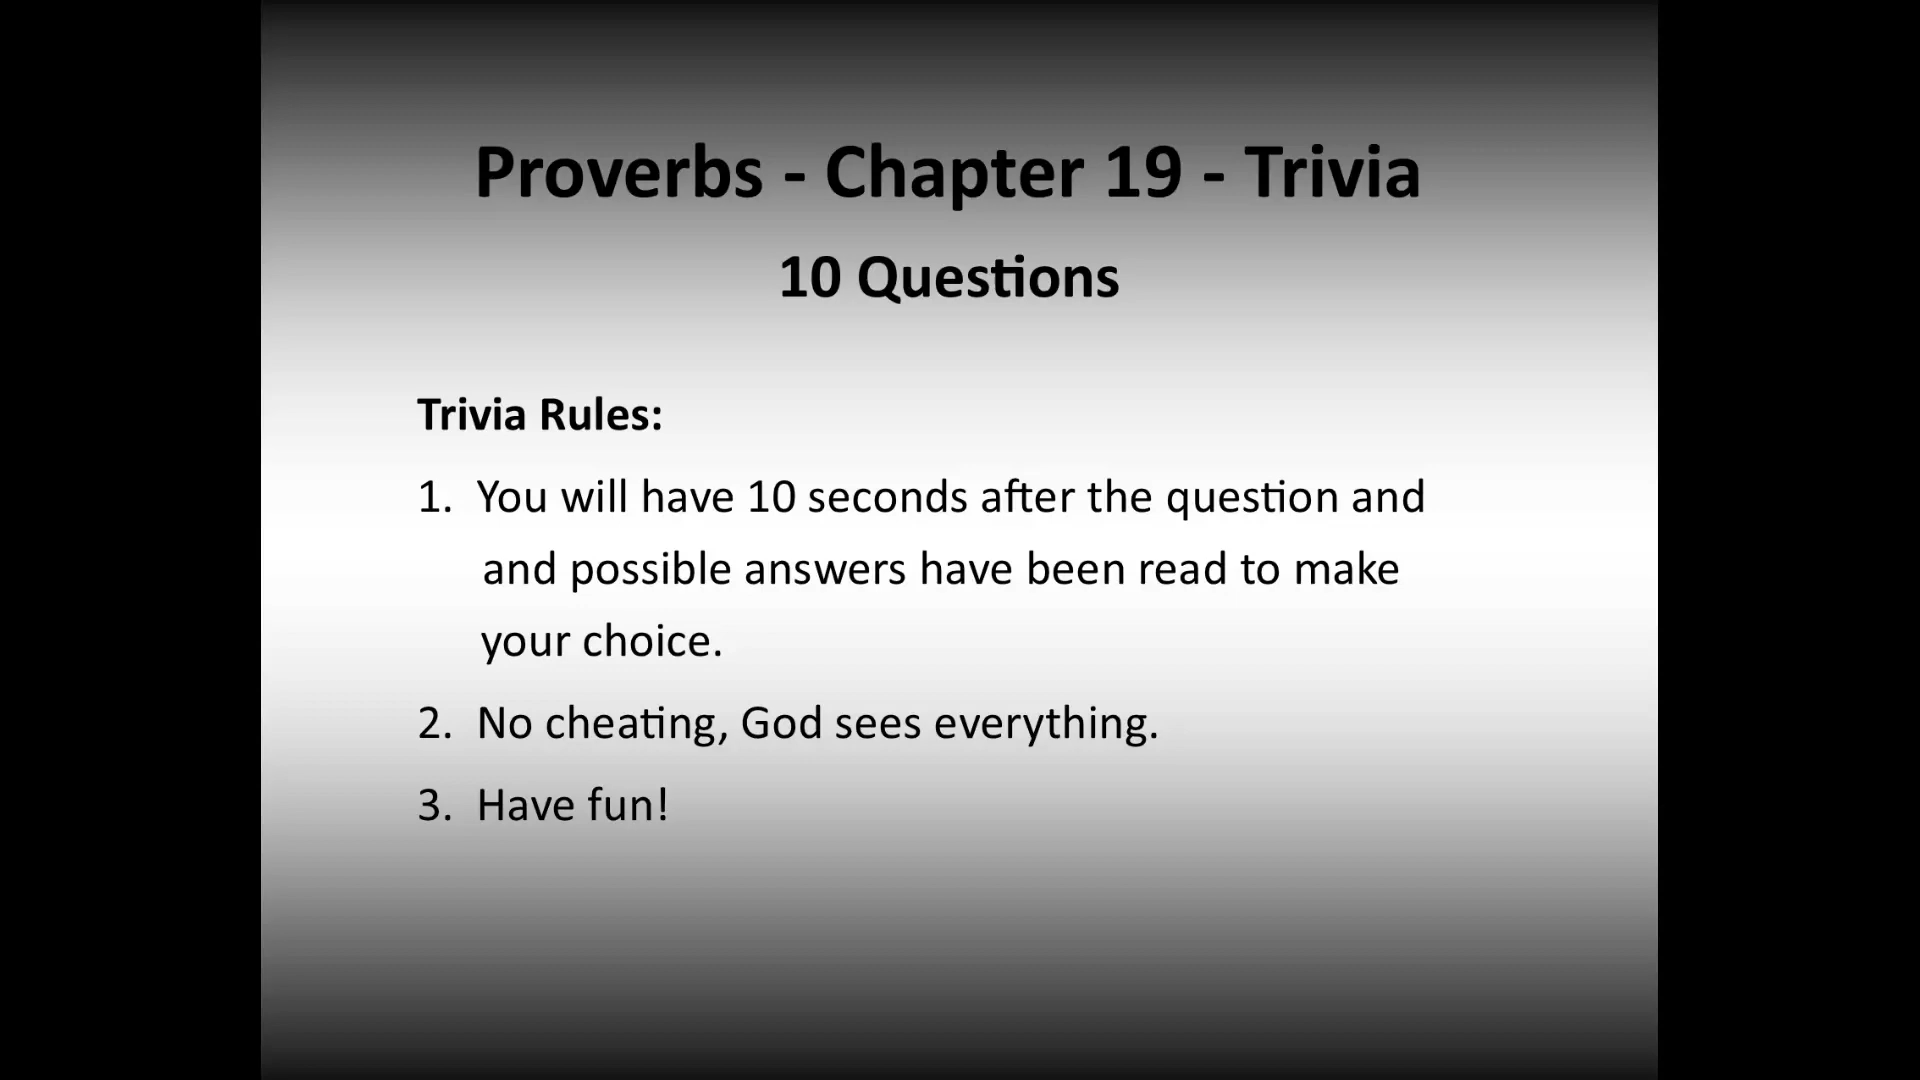 Proverbs - Chapter 19 - Trivia
10 Questions
Trivia Rules:
1. You will have 10 seconds after the question and
and possible answers have been read to make
your choice.
2. No cheating, God sees everything.
3. Have fun!